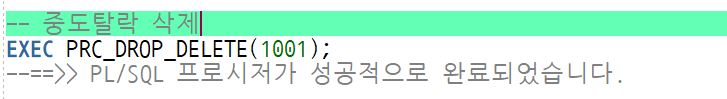 -- 중도탈락 삭제
EXEC PRC_DROP_DELETE(1001);
--==>> PL/SQL 프로시저가 성공적으로 완료되었습니다.